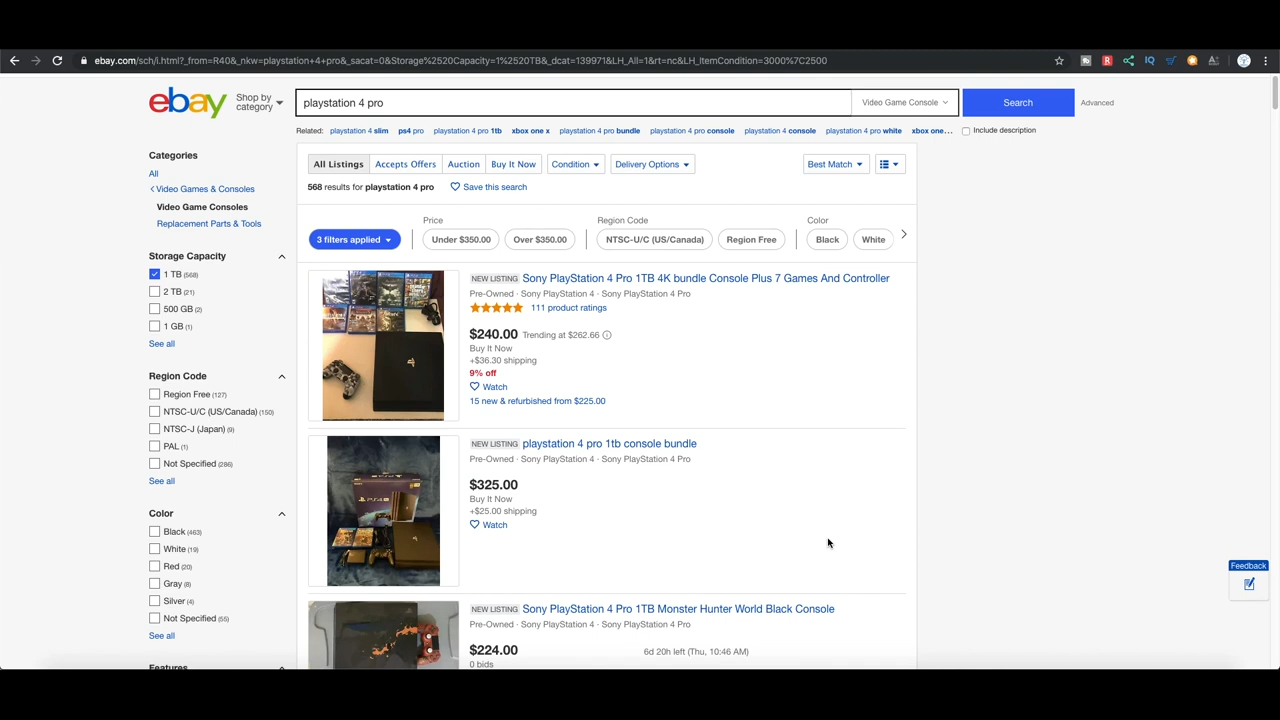 ebay.com/sch/i.html?_from=R40&_nkw=playstation+4+pro&_sacat=0&Storage%2520Capacity=1%2520TB&_dcat=139971&LH_All=1&rt=nc&LH_ItemCondition=3000%7C2500
ebay
Shop by category
playstation 4 pro
Video Game Console
Search
Advanced
Related: playstation 4 slim ps4 pro playstation 4 pro 1tb xbox one x playstation 4 pro bundle playstation 4 pro console playstation 4 console playstation 4 pro white xbox one...
Include description
Categories
All
Video Games & Consoles
Video Game Consoles
Replacement Parts & Tools
Storage Capacity
1 TB (568)
2 TB (21)
500 GB (2)
1 GB (1)
See all
Region Code
Region Free (127)
NTSC-U/C (US/Canada) (150)
NTSC-J (Japan) (9)
PAL (1)
Not Specified (286)
See all
Color
Black (463)
White (19)
Red (20)
Gray (8)
Silver (4)
Not Specified (55)
See all
Features
All Listings Accepts Offers Auction Buy It Now Condition Delivery Options Best Match
568 results for playstation 4 pro Save this search
Price Region Code Color
3 filters applied Under $350.00 Over $350.00 NTSC-U/C (US/Canada) Region Free Black White
NEW LISTING Sony PlayStation 4 Pro 1TB 4K bundle Console Plus 7 Games And Controller
Pre-Owned · Sony PlayStation 4 · Sony PlayStation 4 Pro
111 product ratings
$240.00 Trending at $262.66
Buy It Now
+$36.30 shipping
9% off
Watch
15 new & refurbished from $225.00
NEW LISTING playstation 4 pro 1tb console bundle
Pre-Owned · Sony PlayStation 4 · Sony PlayStation 4 Pro
$325.00
Buy It Now
+$25.00 shipping
Watch
NEW LISTING Sony PlayStation 4 Pro 1TB Monster Hunter World Black Console
Pre-Owned · Sony PlayStation 4 · Sony PlayStation 4 Pro
$224.00 6d 20h left (Thu, 10:46 AM)
0 bids
Feedback